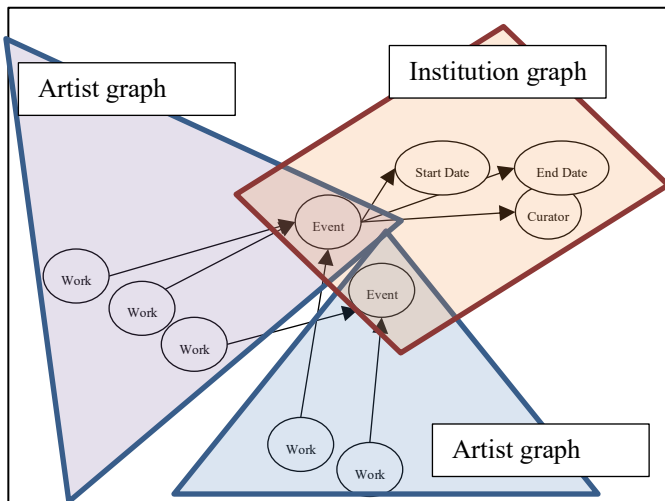 Artist graph
Institution graph
Start Date
End Date
Curator
Event
Event
Work
Work
Work
Work
Work
Artist graph